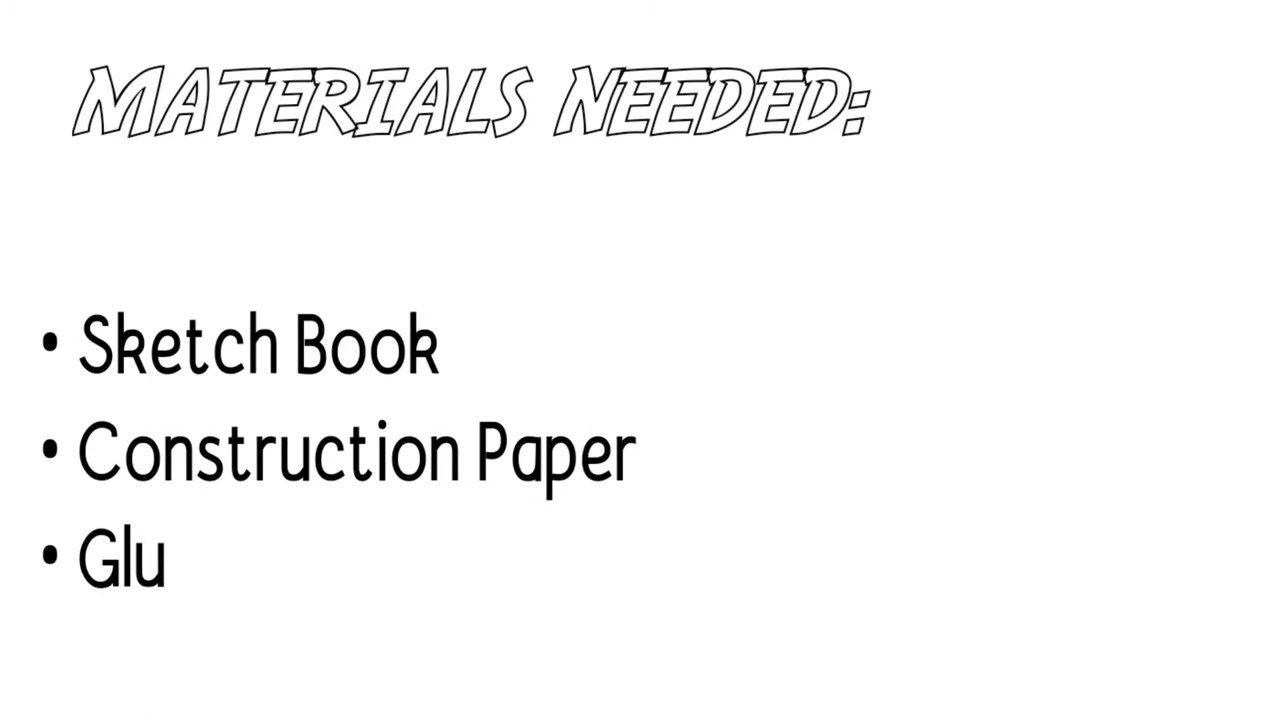 MATERIALS NEEDED:
• Sketch Book
• Construction Paper
• Glu